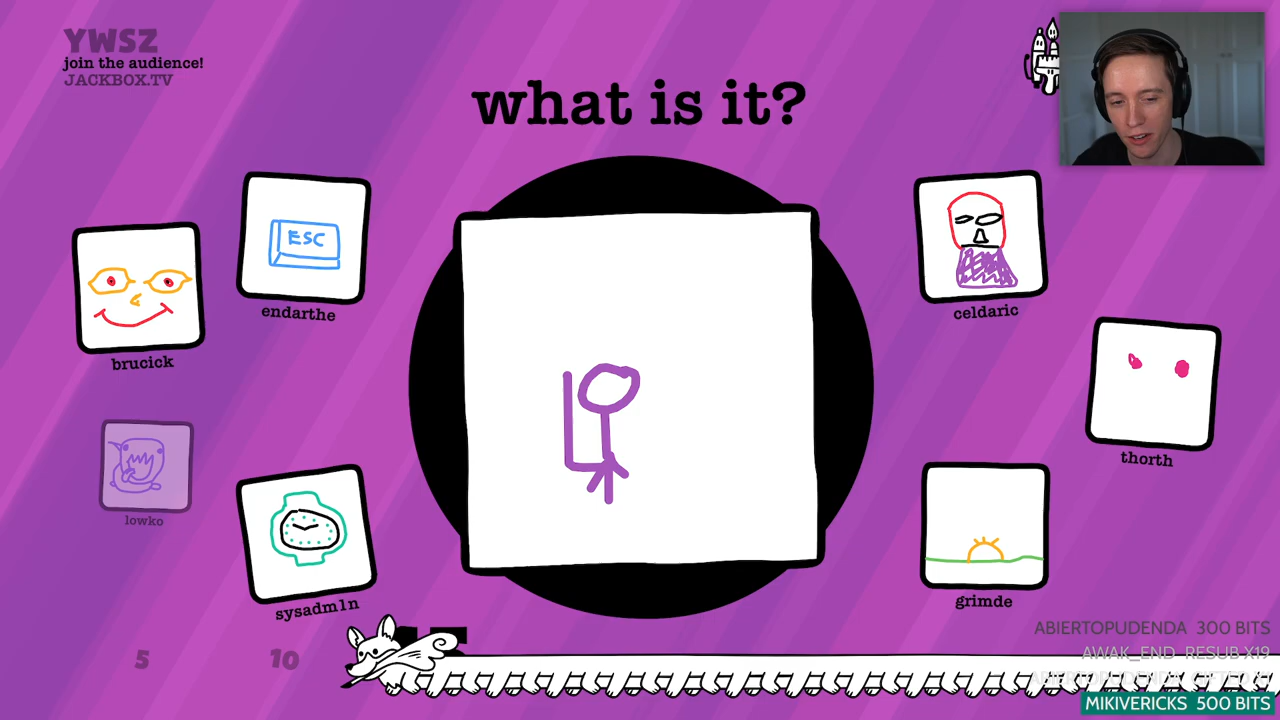 YWSZ
join the audience!
JACKBOX.TV
what is it?
ESC
endarthe
brucick
celdaric
thorth
lowko
sysadm1n
grimde
5
10
ABIERTOPUDENDA 300 BITS
AWAK_END RESUB X19
MIKIVERICKS 500 BITS